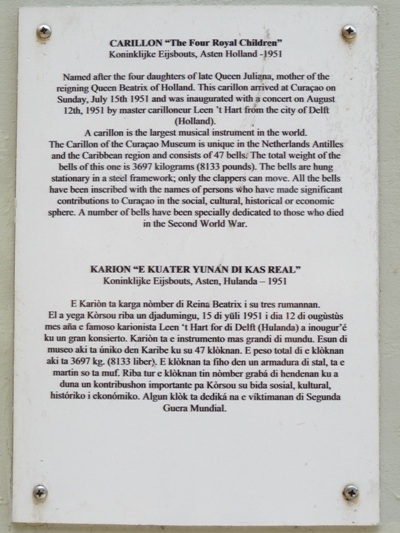 CARILLON “The Four Royal Children”
Koninklijke Eijsbouts, Asten Holland -1951
Named after the four daughters of late Queen Juliana, mother of the
reigning Queen Beatrix of Holland. This carillon arrived at Curaçao on
Sunday, July 15th 1951 and was inaugurated with a concert on August
12th, 1951 by master carilloneur Leen ‘t Hart from the city of Delft
(Holland).
A carillon is the largest musical instrument in the world.
The Carillon of the Curaçao Museum is unique in the Netherlands Antilles
and the Caribbean region and consists of 47 bells. The total weight of the
bells of this one is 3697 kilograms (8133 pounds). The bells are hung
stationary in a steel framework; only the clappers can move. All the bells
have been inscribed with the names of persons who have made significant
contributions to Curaçao in the social, cultural, historical or economic
sphere. A number of bells have been specially dedicated to those who died
in the Second World War.
KARION “E KUATER YUNAN DI KAS REAL”
Koninklijke Eijsbouts, Asten, Hulanda – 1951
E Kariòn ta karga nòmber di Reina Beatrix i su tres rumannan.
El a yega Kòrsou riba un djadumingu, 15 di yüli 1951 i dia 12 di ougùstùs
mes aña e famoso karionista Leen ‘t Hart for di Delft (Hulanda) a inougur’é
ku un gran konsierto. Kariòn ta e instrumento mas grandi di mundu. Esun di
museo aki ta úniko den Karibe ku su 47 klòknan. E peso total di e klòknan
aki ta 3697 kg. (8133 liber). E klòknan ta fiho den un armadura di stal, ta e
martin so ta muf. Riba tur e klòknan tin nòmber grabá di hendenan ku a
duna un kontribushon importante pa Kòrsou su bida sosial, kultural,
históriko i ekonómiko. Algun klòk ta dediká na e víktimanan di Segunda
Guera Mundial.